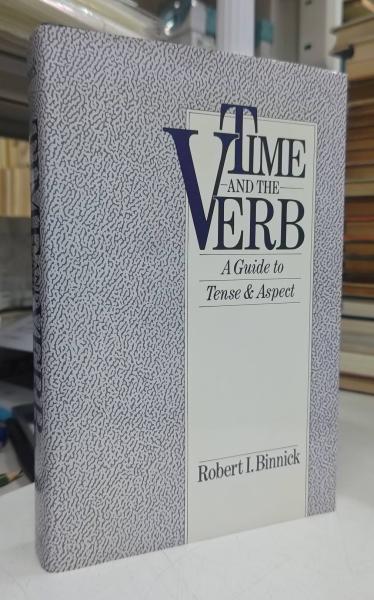 TIME
AND THE
VERB
A Guide to
Tense & Aspect
Robert I. Binnick